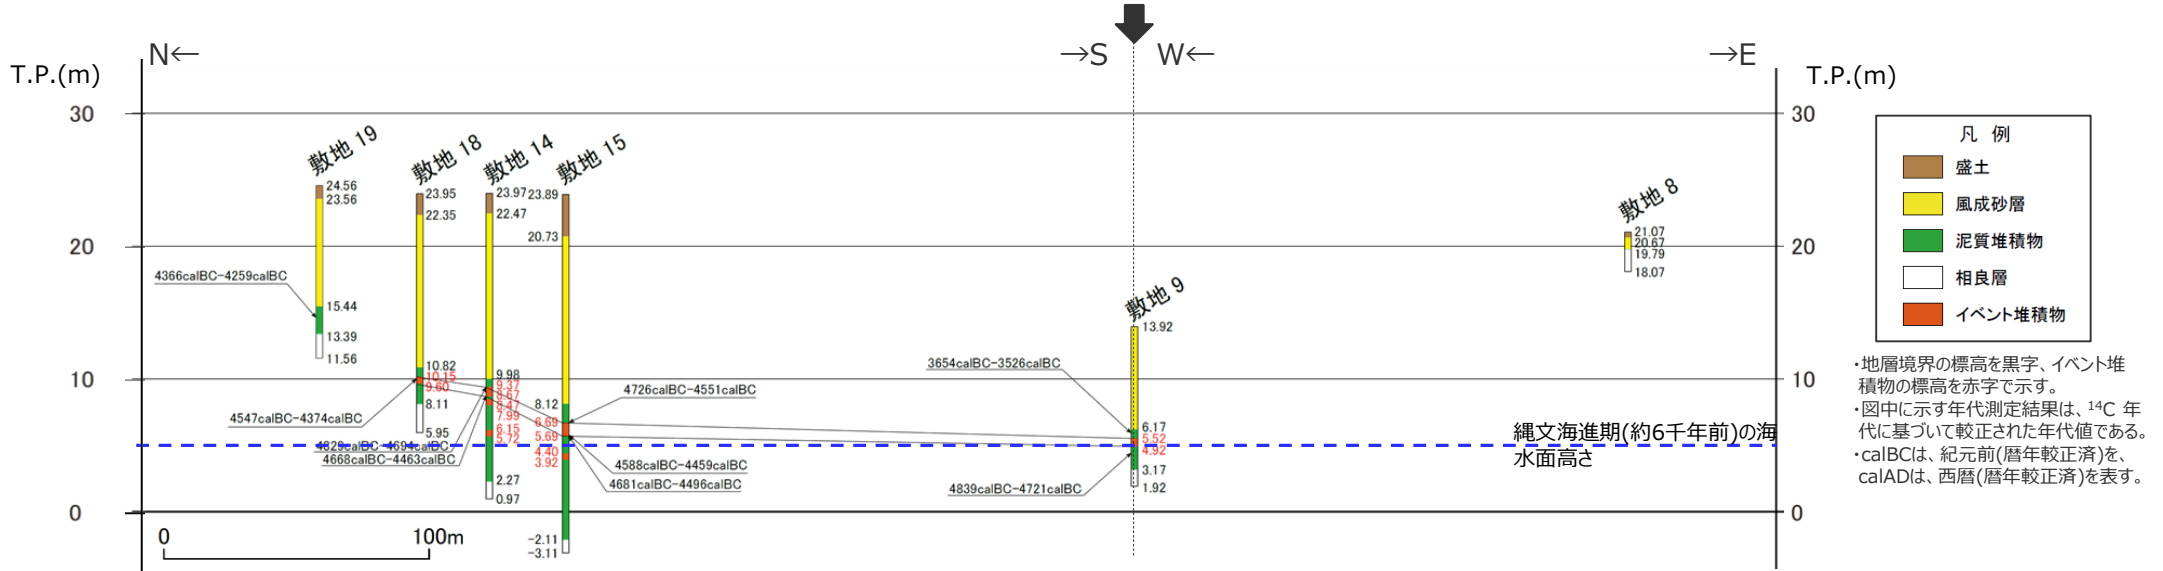 N← →S W← →E
T.P.(m) T.P.(m)
30 30
20 20
10 10
0 0
敷地 19
24.56
23.56
15.44
13.39
11.56
4366calBC-4259calBC
敷地 18
23.95
22.35
10.82
10.15
9.60
8.11
5.95
4547calBC-4374calBC
敷地 14
23.97
22.47
9.98
9.37
8.67
8.47
7.99
6.15
5.72
2.27
0.97
4829calBC-4694calBC
4668calBC-4463calBC
敷地 15
23.89
20.73
8.12
6.69
5.69
4.40
3.92
-2.11
-3.11
4726calBC-4551calBC
4588calBC-4459calBC
4681calBC-4496calBC
敷地 9
13.92
6.17
5.52
4.92
3.17
1.92
3654calBC-3526calBC
4839calBC-4721calBC
敷地 8
21.07
20.67
19.79
18.07
縄文海進期(約6千年前)の海
水面高さ
0 100m
凡 例
盛土
風成砂層
泥質堆積物
相良層
イベント堆積物
・地層境界の標高を黒字、イベント堆
積物の標高を赤字で示す。
・図中に示す年代測定結果は、¹⁴C 年
代に基づいて較正された年代値である。
・calBCは、紀元前(暦年較正済)を、
calADは、西暦(暦年較正済)を表す。